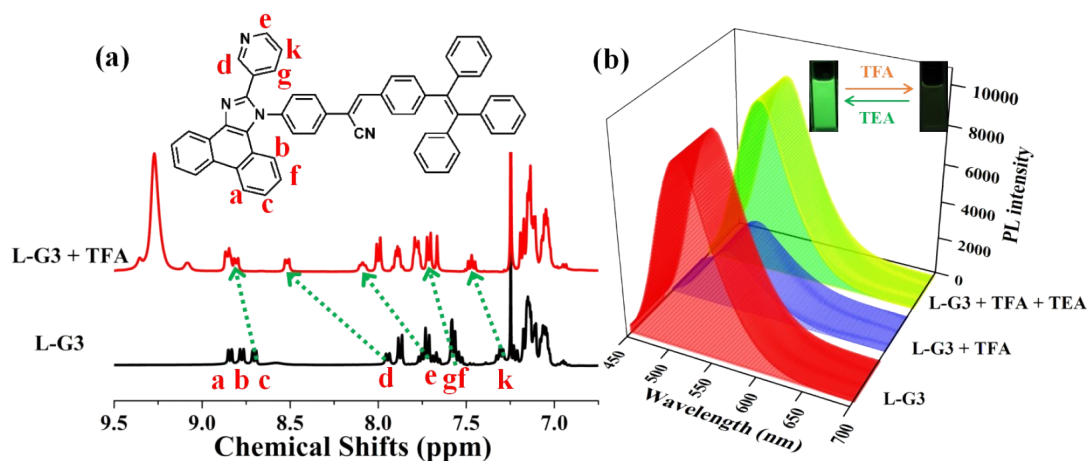 (a)
N
e
d
k
g
N
N
CN
b
f
a
c
L-G3 + TFA
L-G3
a b c d e gf k
9.5 9.0 8.5 8.0 7.5 7.0
Chemical Shifts (ppm)
(b)
TFA
TEA
10000
8000
6000
4000
2000
0
PL intensity
L-G3 + TFA + TEA
L-G3 + TFA
L-G3
450 500 550 600 650 700
Wavelength (nm)